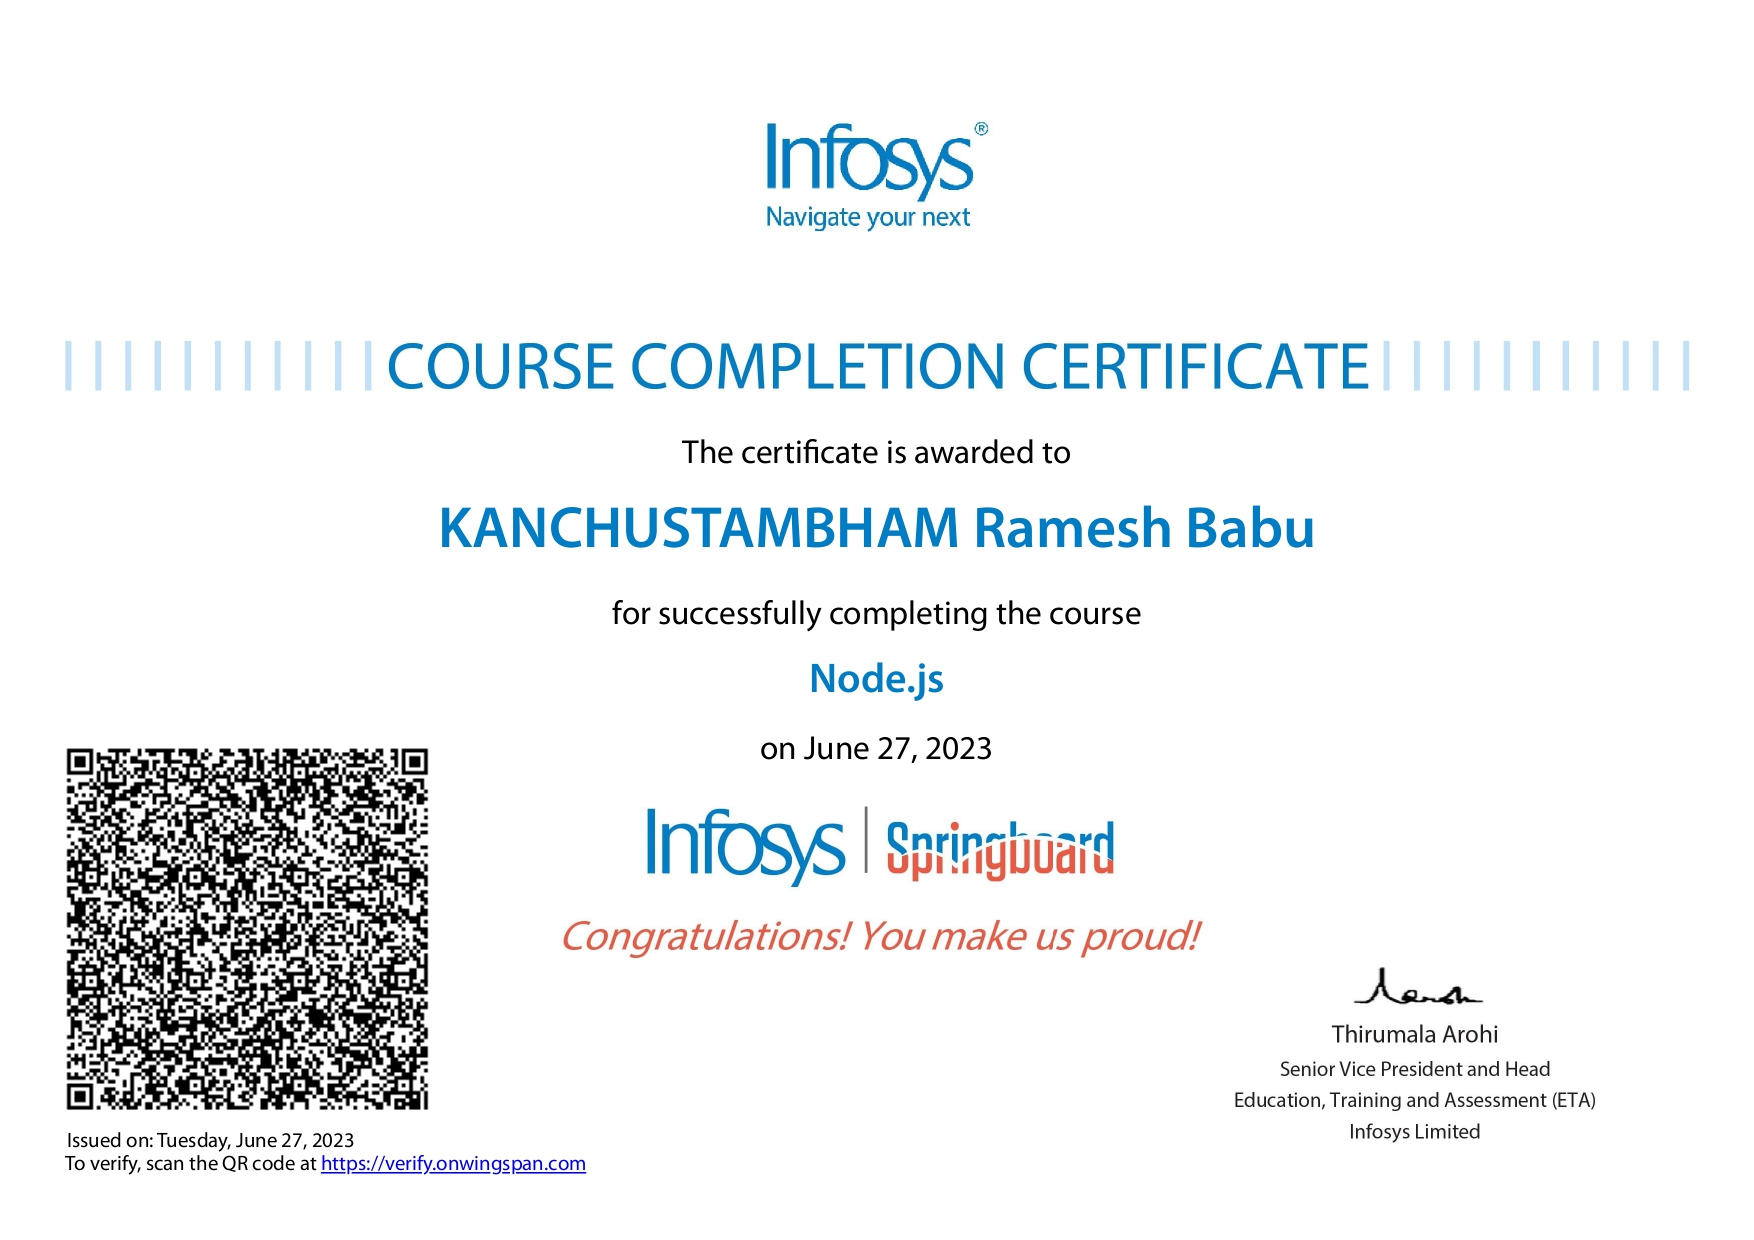 Infosys®
Navigate your next
COURSE COMPLETION CERTIFICATE
The certificate is awarded to
KANCHUSTAMBHAM Ramesh Babu
for successfully completing the course
Node.js
on June 27, 2023
Infosys | Springboard
Congratulations! You make us proud!
Thirumala Arohi
Senior Vice President and Head
Education, Training and Assessment (ETA)
Infosys Limited
Issued on: Tuesday, June 27, 2023
To verify, scan the QR code at https://verify.onwingspan.com